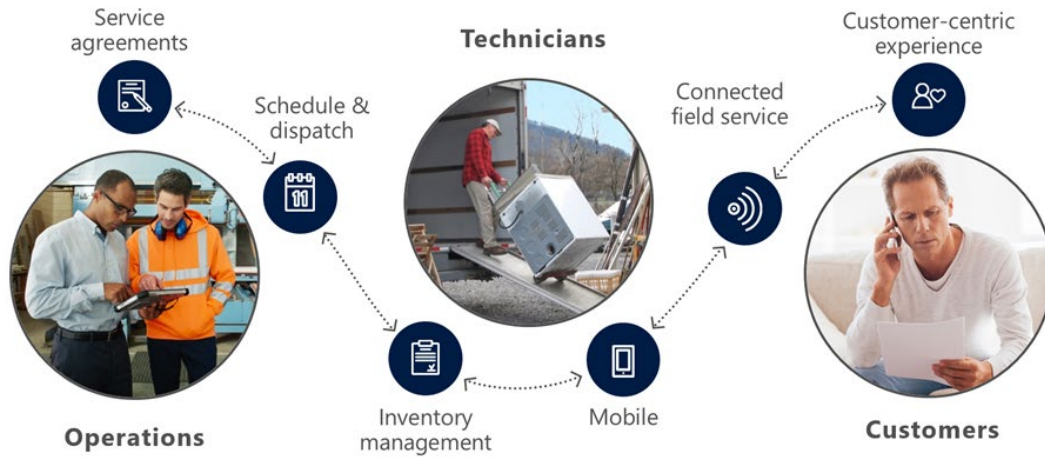 Service
agreements
Schedule &
dispatch
Technicians
Connected
field service
Customer-centric
experience
11
Operations
Inventory
management
Mobile
Customers